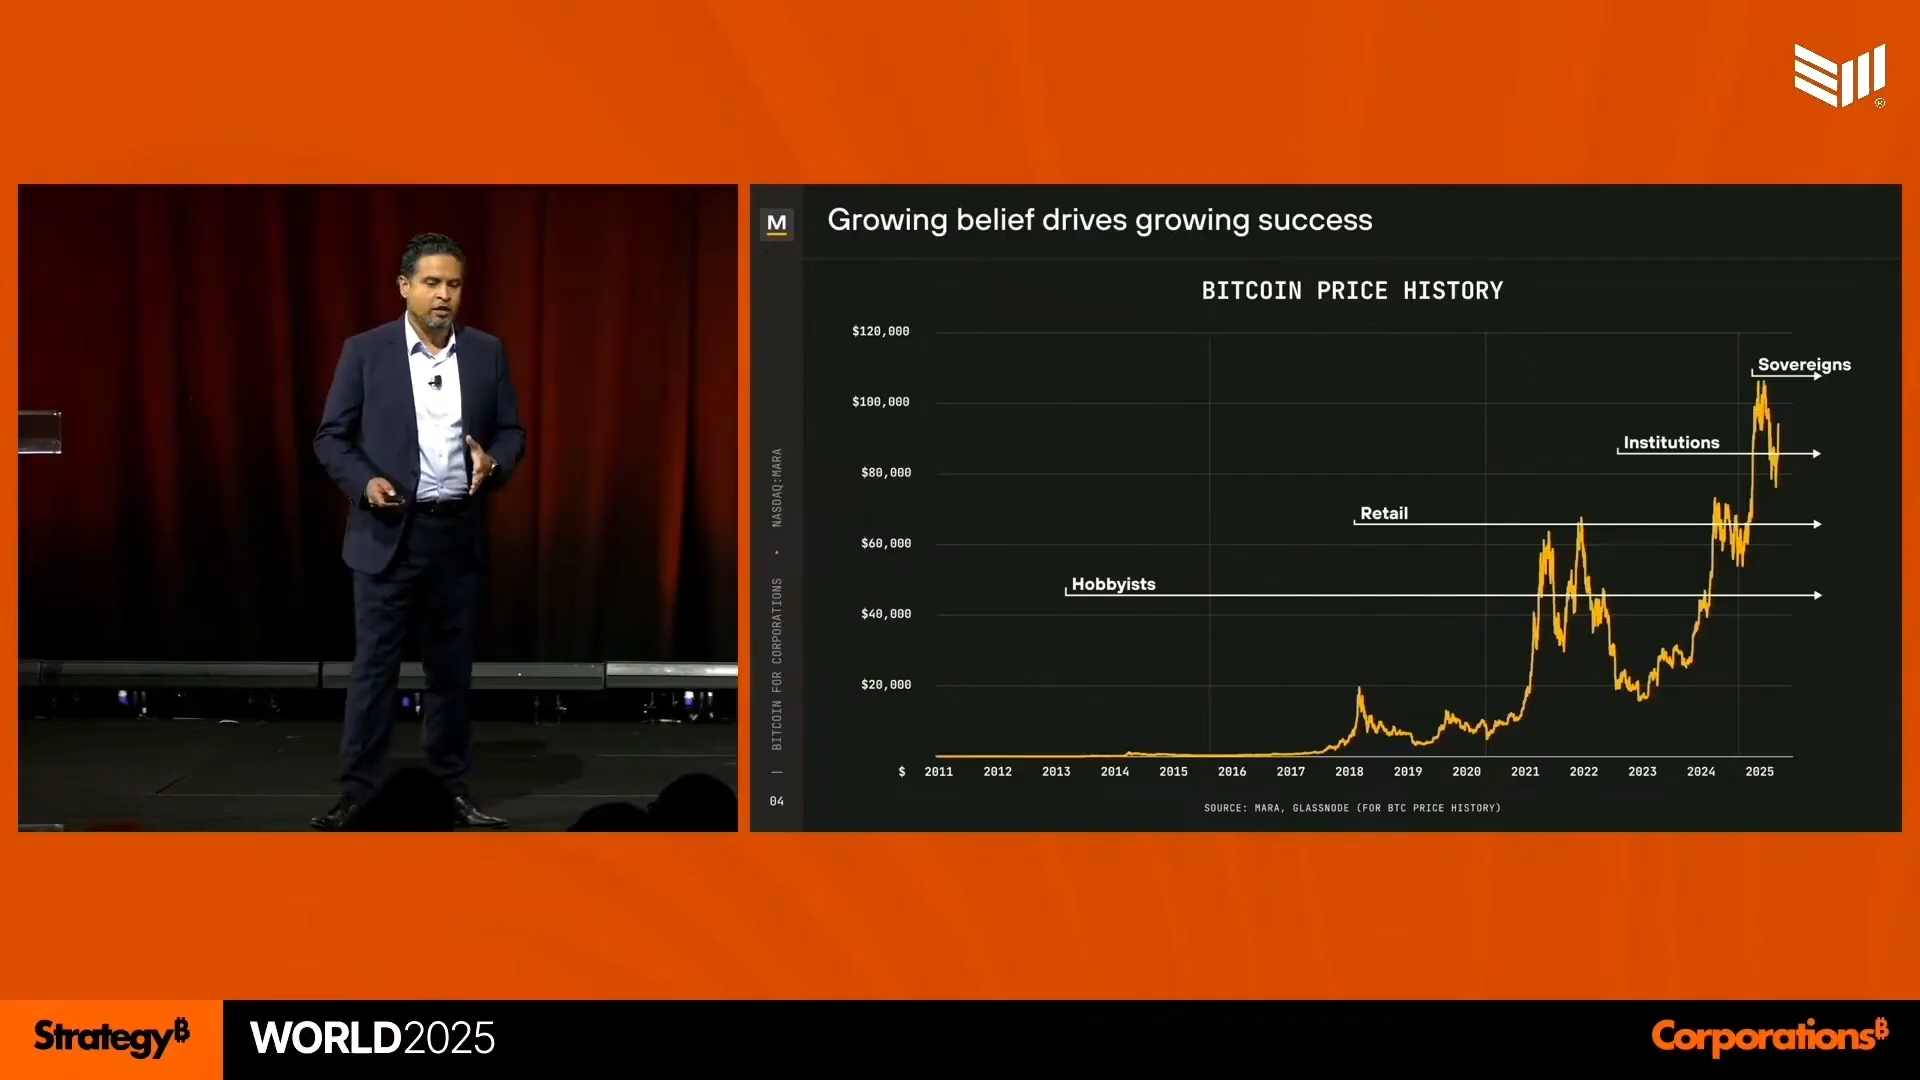 M
Growing belief drives growing success
BITCOIN PRICE HISTORY
$120,000
$100,000
$80,000
$60,000
$40,000
$20,000
$
Sovereigns
Institutions
Retail
Hobbyists
2011 2012 2013 2014 2015 2016 2017 2018 2019 2020 2021 2022 2023 2024 2025
SOURCE: MARA, GLASSNODE (FOR BTC PRICE HISTORY)
04 | BITCOIN FOR CORPORATIONS • NASDAQ:MARA
Strategy₿
WORLD2025
Corporations₿